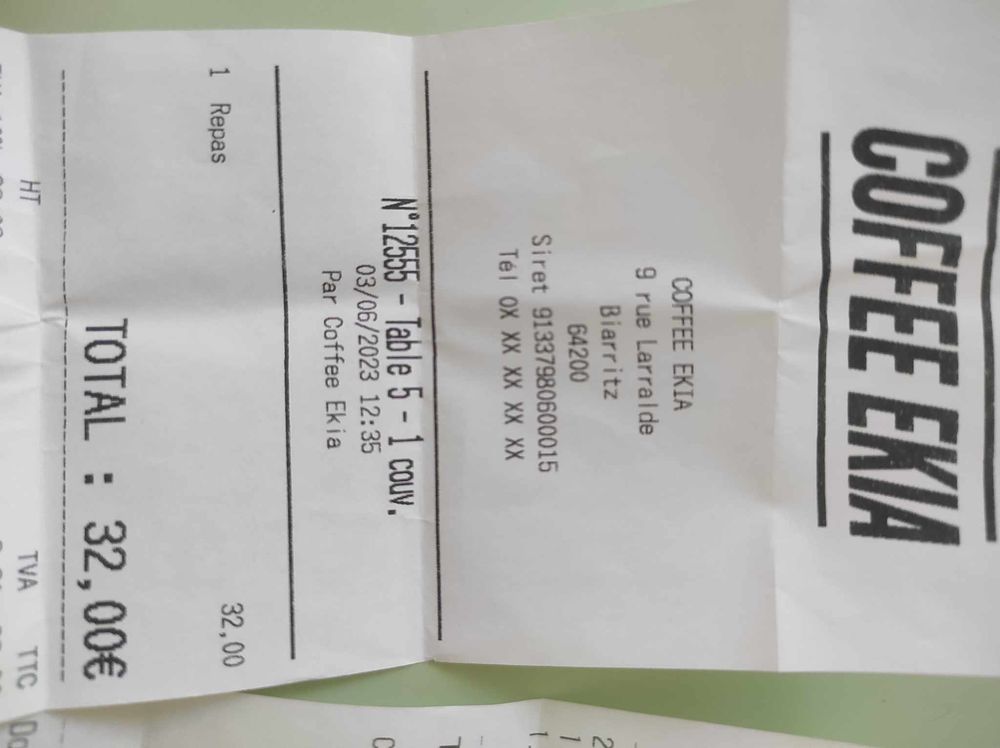 COFFEE EKIA
COFFEE EKIA
9 rue Larralde
Biarritz
64200
Siret 91337980600015
Tél 0X XX XX XX XX
N°12555 - Table 5 - 1 couv.
03/06/2023 12:35
Par Coffee Ekia
1 Repas 32,00
TOTAL : 32,00€
HT TVA TTC